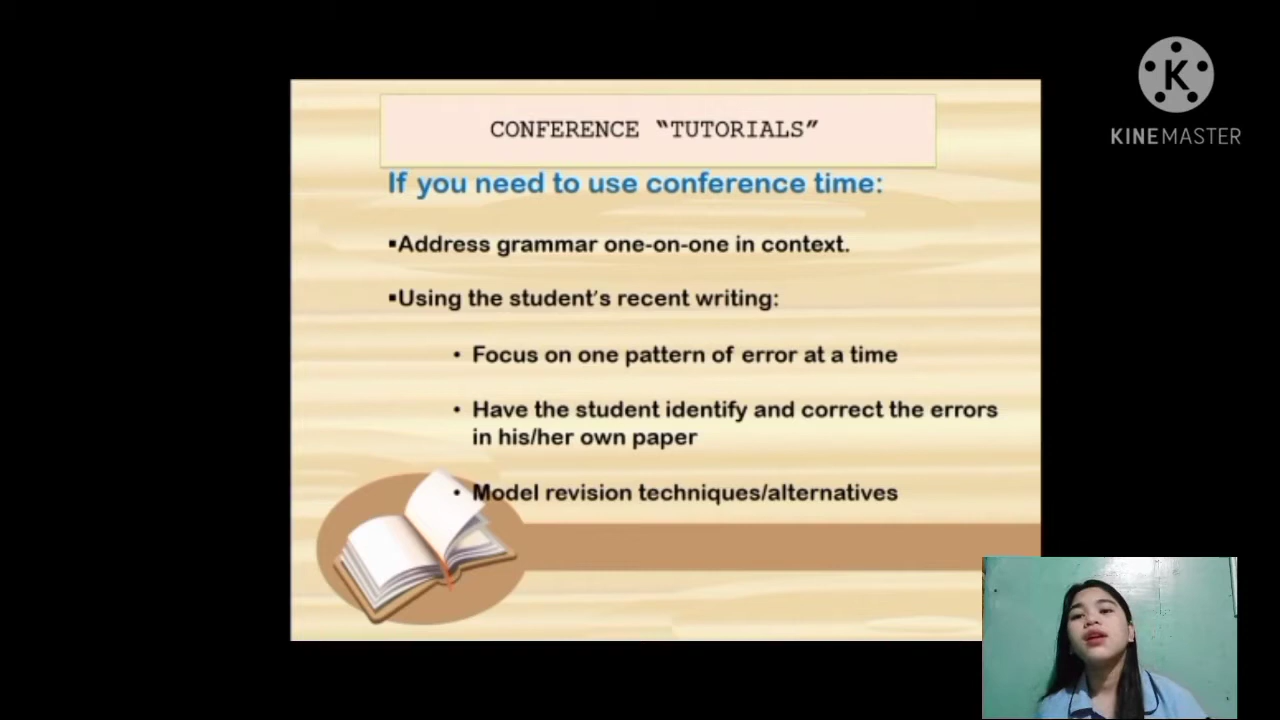 K
KINEMASTER
CONFERENCE “TUTORIALS”
If you need to use conference time:
▪Address grammar one-on-one in context.
▪Using the student’s recent writing:
• Focus on one pattern of error at a time
• Have the student identify and correct the errors
in his/her own paper
• Model revision techniques/alternatives